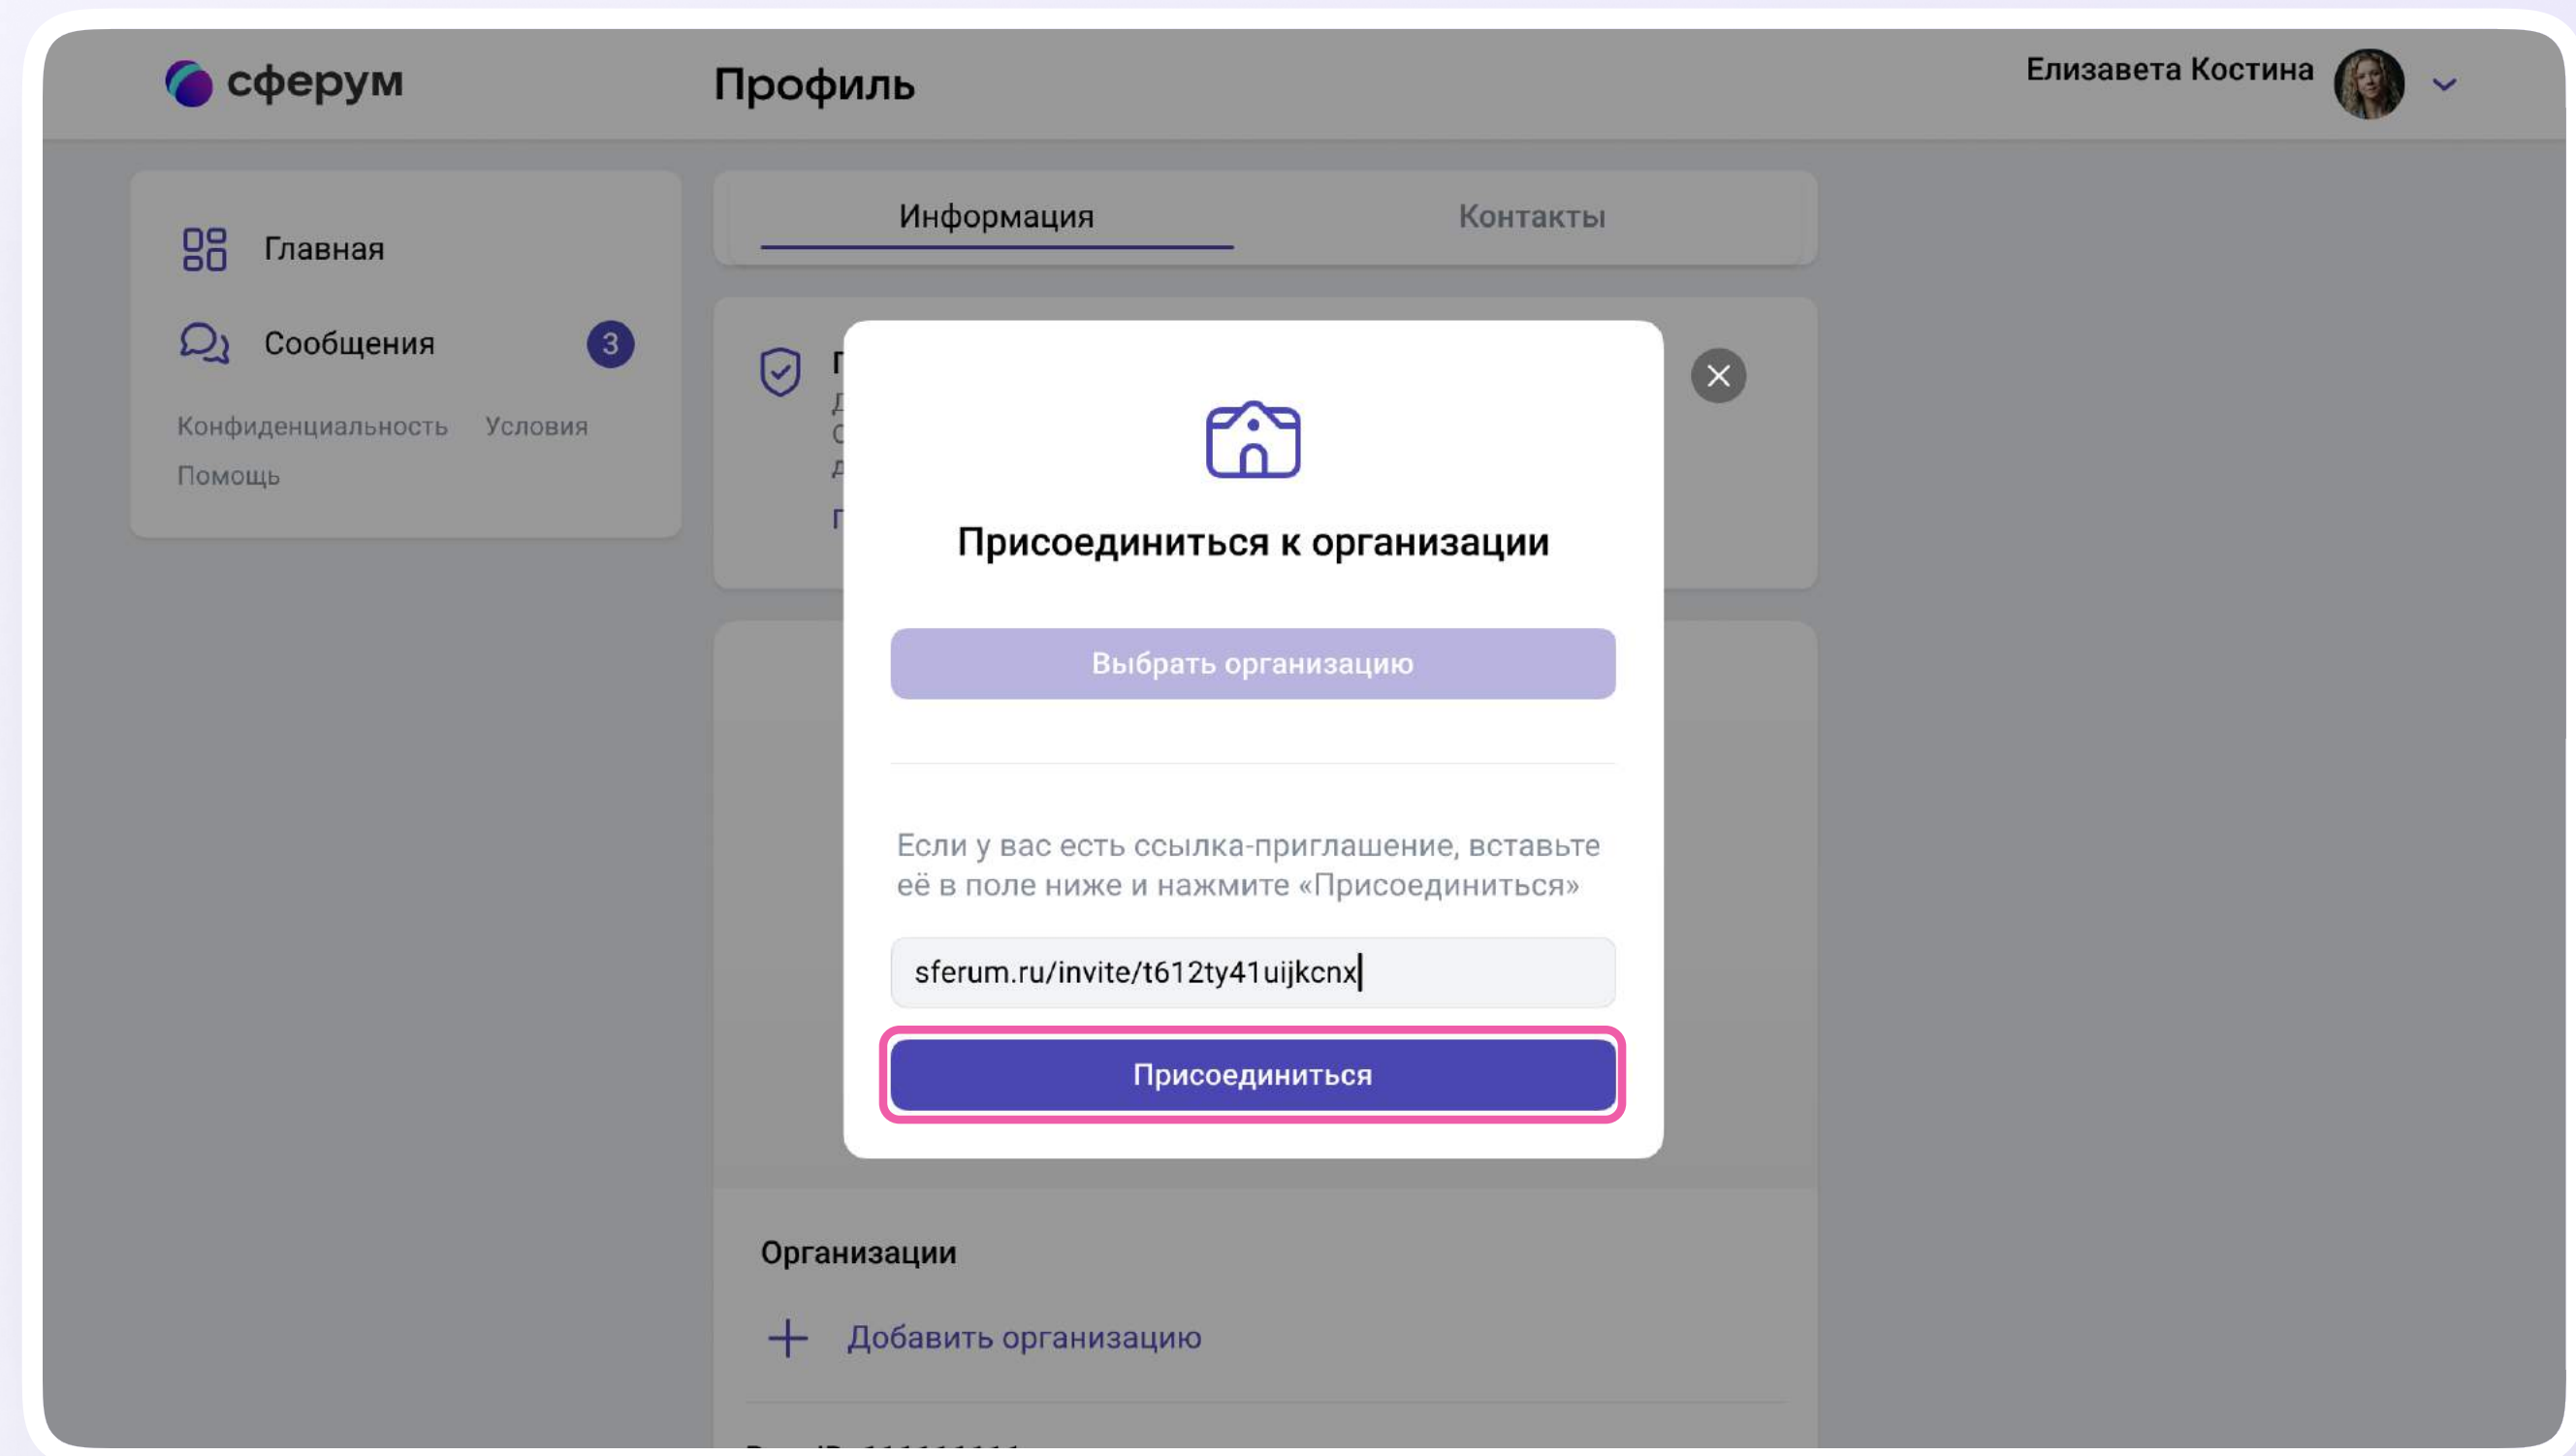 сферум
Профиль
Елизавета Костина
Главная
Сообщения 3
Конфиденциальность Условия
Помощь
Информация Контакты
Присоединиться к организации
Выбрать организацию
Если у вас есть ссылка-приглашение, вставьте
её в поле ниже и нажмите «Присоединиться»
sferum.ru/invite/t612ty41uijkcnx
Присоединиться
Организации
Добавить организацию